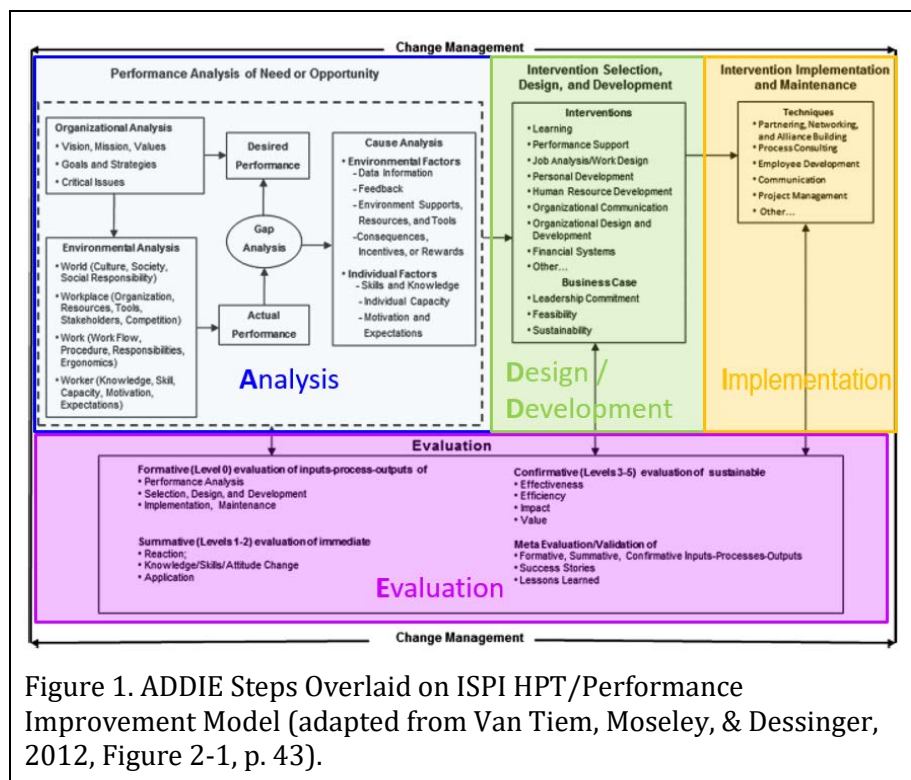 Change Management
Performance Analysis of Need or Opportunity
Organizational Analysis
• Vision, Mission, Values
• Goals and Strategies
• Critical Issues
Environmental Analysis
• World (Culture, Society,
Social Responsibility)
• Workplace (Organization,
Resources, Tools,
Stakeholders, Competition)
• Work (Work Flow,
Procedure, Responsibilities,
Ergonomics)
• Worker (Knowledge, Skill,
Capacity, Motivation,
Expectations)
Desired
Performance
Gap
Analysis
Actual
Performance
Cause Analysis
• Environmental Factors
- Data Information
- Feedback
- Environment Supports,
Resources, and Tools
- Consequences,
Incentives, or Rewards
• Individual Factors
- Skills and Knowledge
- Individual Capacity
- Motivation and
Expectations
Analysis
Intervention Selection,
Design, and Development
Interventions
• Learning
• Performance Support
• Job Analysis/Work Design
• Personal Development
• Human Resource Development
• Organizational Communication
• Organizational Design and
Development
• Financial Systems
• Other...
Business Case
• Leadership Commitment
• Feasibility
• Sustainability
Design /
Development
Intervention Implementation
and Maintenance
Techniques
• Partnering, Networking,
and Alliance Building
• Process Consulting
• Employee Development
• Communication
• Project Management
• Other...
Implementation
Evaluation
Formative (Level 0) evaluation of inputs-process-outputs of
• Performance Analysis
• Selection, Design, and Development
• Implementation, Maintenance
Summative (Levels 1-2) evaluation of immediate
• Reaction;
• Knowledge/Skills/Attitude Change
• Application
Confirmative (Levels 3-5) evaluation of sustainable
• Effectiveness
• Efficiency
• Impact
• Value
Meta Evaluation/Validation of
• Formative, Summative, Confirmative Inputs-Processes-Outputs
• Success Stories
• Lessons Learned
Evaluation
Change Management
Figure 1. ADDIE Steps Overlaid on ISPI HPT/Performance
Improvement Model (adapted from Van Tiem, Moseley, & Dessinger,
2012, Figure 2-1, p. 43).